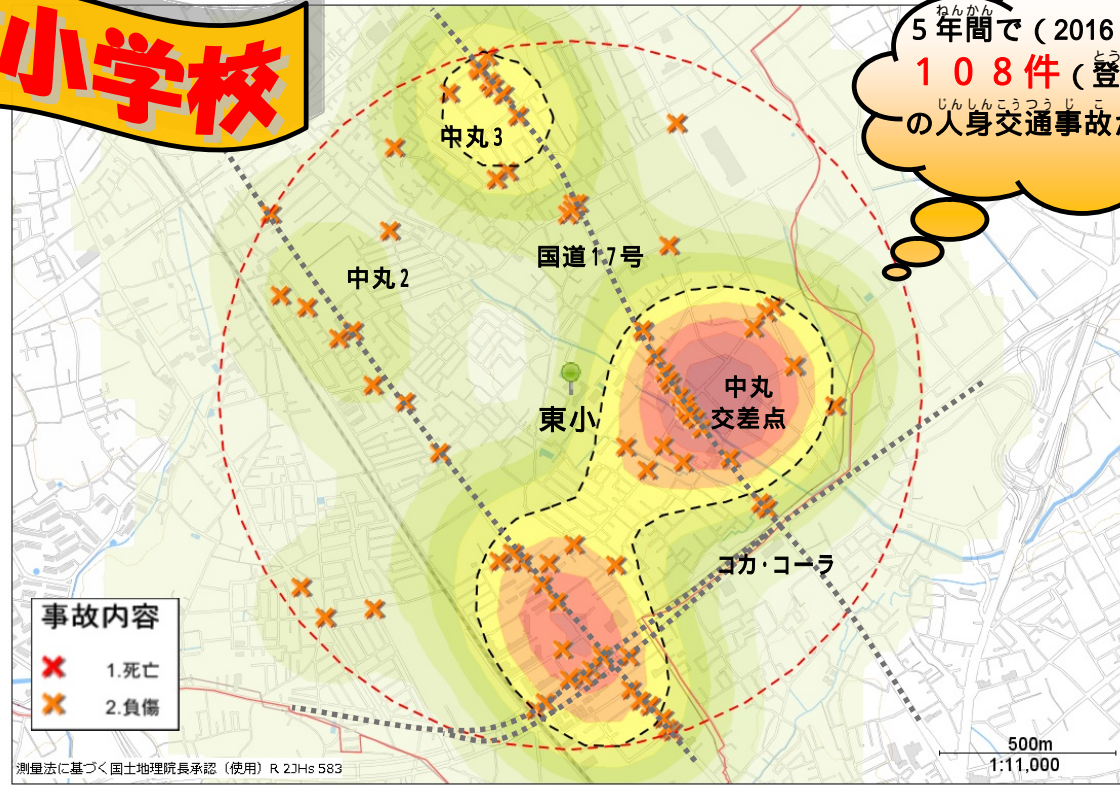 小学校
ねんかん
5年間で(2016
とう
108件(登
じんしんこうつうじこ
の人身交通事故
中丸3
国道17号
中丸2
中丸
交差点
東小
コカ・コーラ
事故内容
1.死亡
2.負傷
500m
1:11,000
測量法に基づく国土地理院長承認(使用)R 2JHs 583